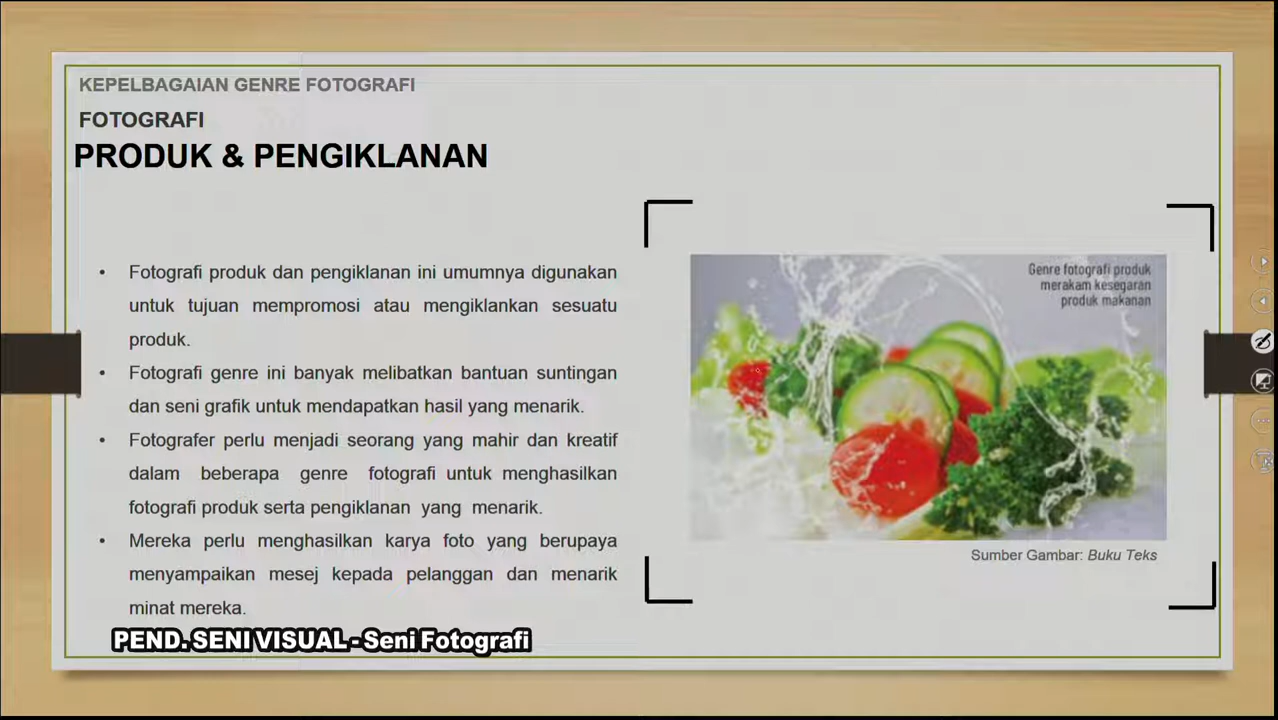 KEPELBAGAIAN GENRE FOTOGRAFI
FOTOGRAFI
PRODUK & PENGIKLANAN
• Fotografi produk dan pengiklanan ini umumnya digunakan
untuk tujuan mempromosi atau mengiklankan sesuatu
produk.
• Fotografi genre ini banyak melibatkan bantuan suntingan
dan seni grafik untuk mendapatkan hasil yang menarik.
• Fotografer perlu menjadi seorang yang mahir dan kreatif
dalam beberapa genre fotografi untuk menghasilkan
fotografi produk serta pengiklanan yang menarik.
• Mereka perlu menghasilkan karya foto yang berupaya
menyampaikan mesej kepada pelanggan dan menarik
minat mereka.
Genre fotografi produk
merakam kesegaran
produk makanan
Sumber Gambar: Buku Teks
PEND. SENI VISUAL - Seni Fotografi